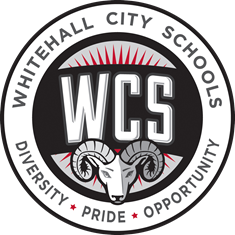 WHITEHALL CITY SCHOOLS
WCS
DIVERSITY ★ PRIDE ★ OPPORTUNITY